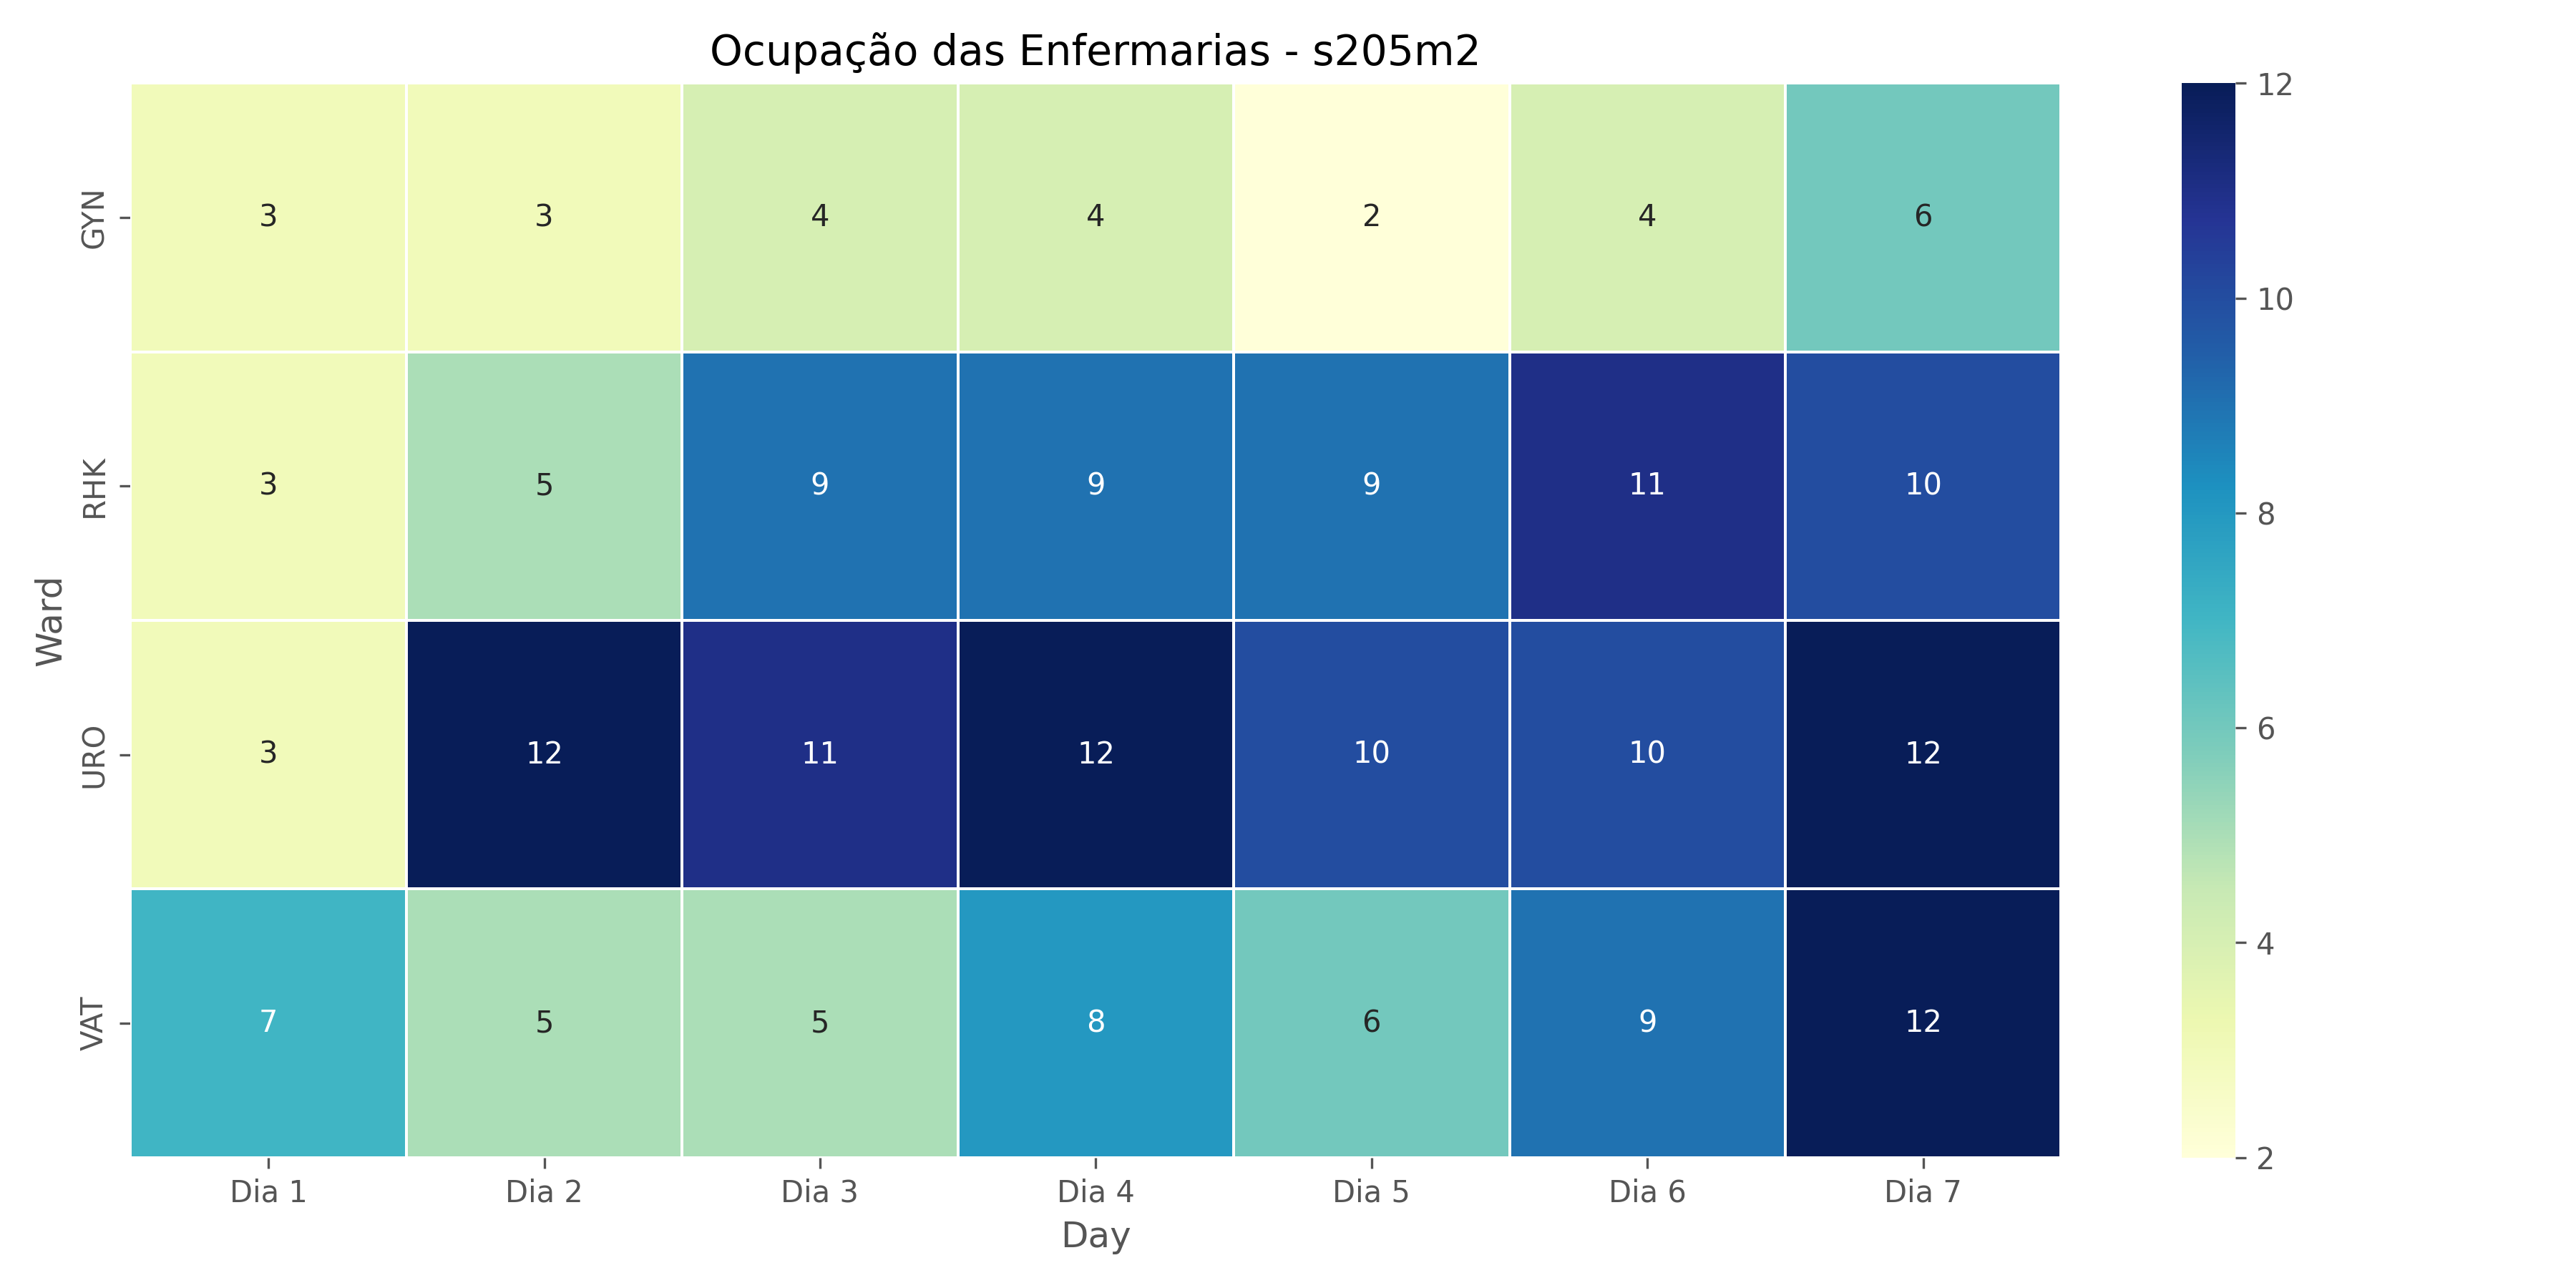 Ocupação das Enfermarias - s205m2
12
GYN 3 3 4 4 2 4 6
10
RHK 3 5 9 9 9 11 10
8
Ward
6
URO 3 12 11 12 10 10 12
4
VAT 7 5 5 8 6 9 12
2
Dia 1 Dia 2 Dia 3 Dia 4 Dia 5 Dia 6 Dia 7
Day